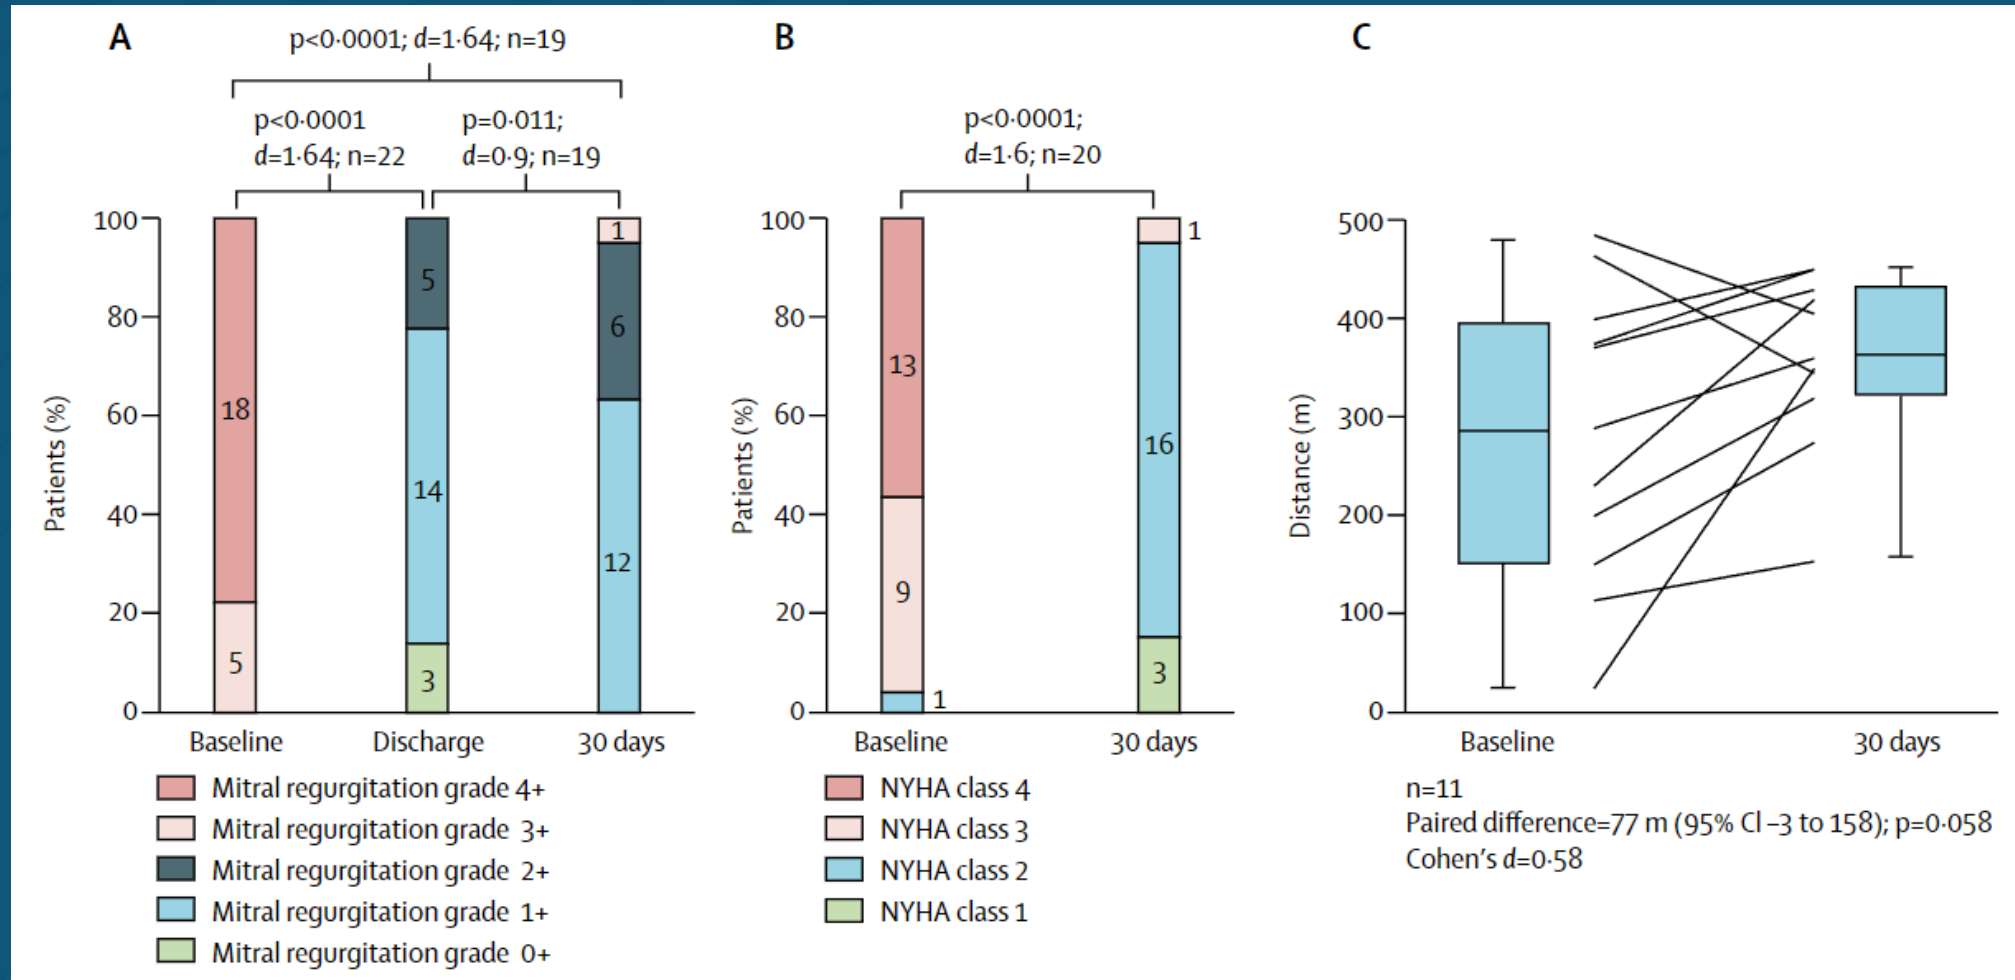 A
p<0·0001; d=1·64; n=19
p<0·0001
d=1·64; n=22
p=0·011;
d=0·9; n=19
Patients (%)
100
80
60
40
20
0
18
5
5
14
3
1
6
12
Baseline
Discharge
30 days
Mitral regurgitation grade 4+
Mitral regurgitation grade 3+
Mitral regurgitation grade 2+
Mitral regurgitation grade 1+
Mitral regurgitation grade 0+
B
p<0·0001;
d=1·6; n=20
Patients (%)
100
80
60
40
20
0
13
9
1
1
16
3
Baseline
30 days
NYHA class 4
NYHA class 3
NYHA class 2
NYHA class 1
C
Distance (m)
500
400
300
200
100
0
Baseline
30 days
n=11
Paired difference=77 m (95% CI –3 to 158); p=0·058
Cohen's d=0·58